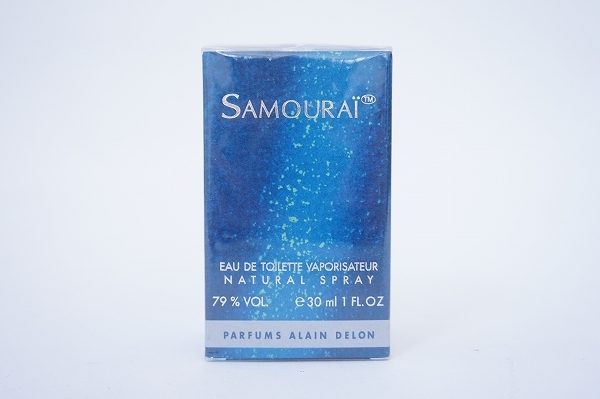 SAMOURAÏ™
EAU DE TOILETTE VAPORISATEUR
NATURAL SPRAY
79 % VOL. ℮30 ml 1 FL.OZ
PARFUMS ALAIN DELON